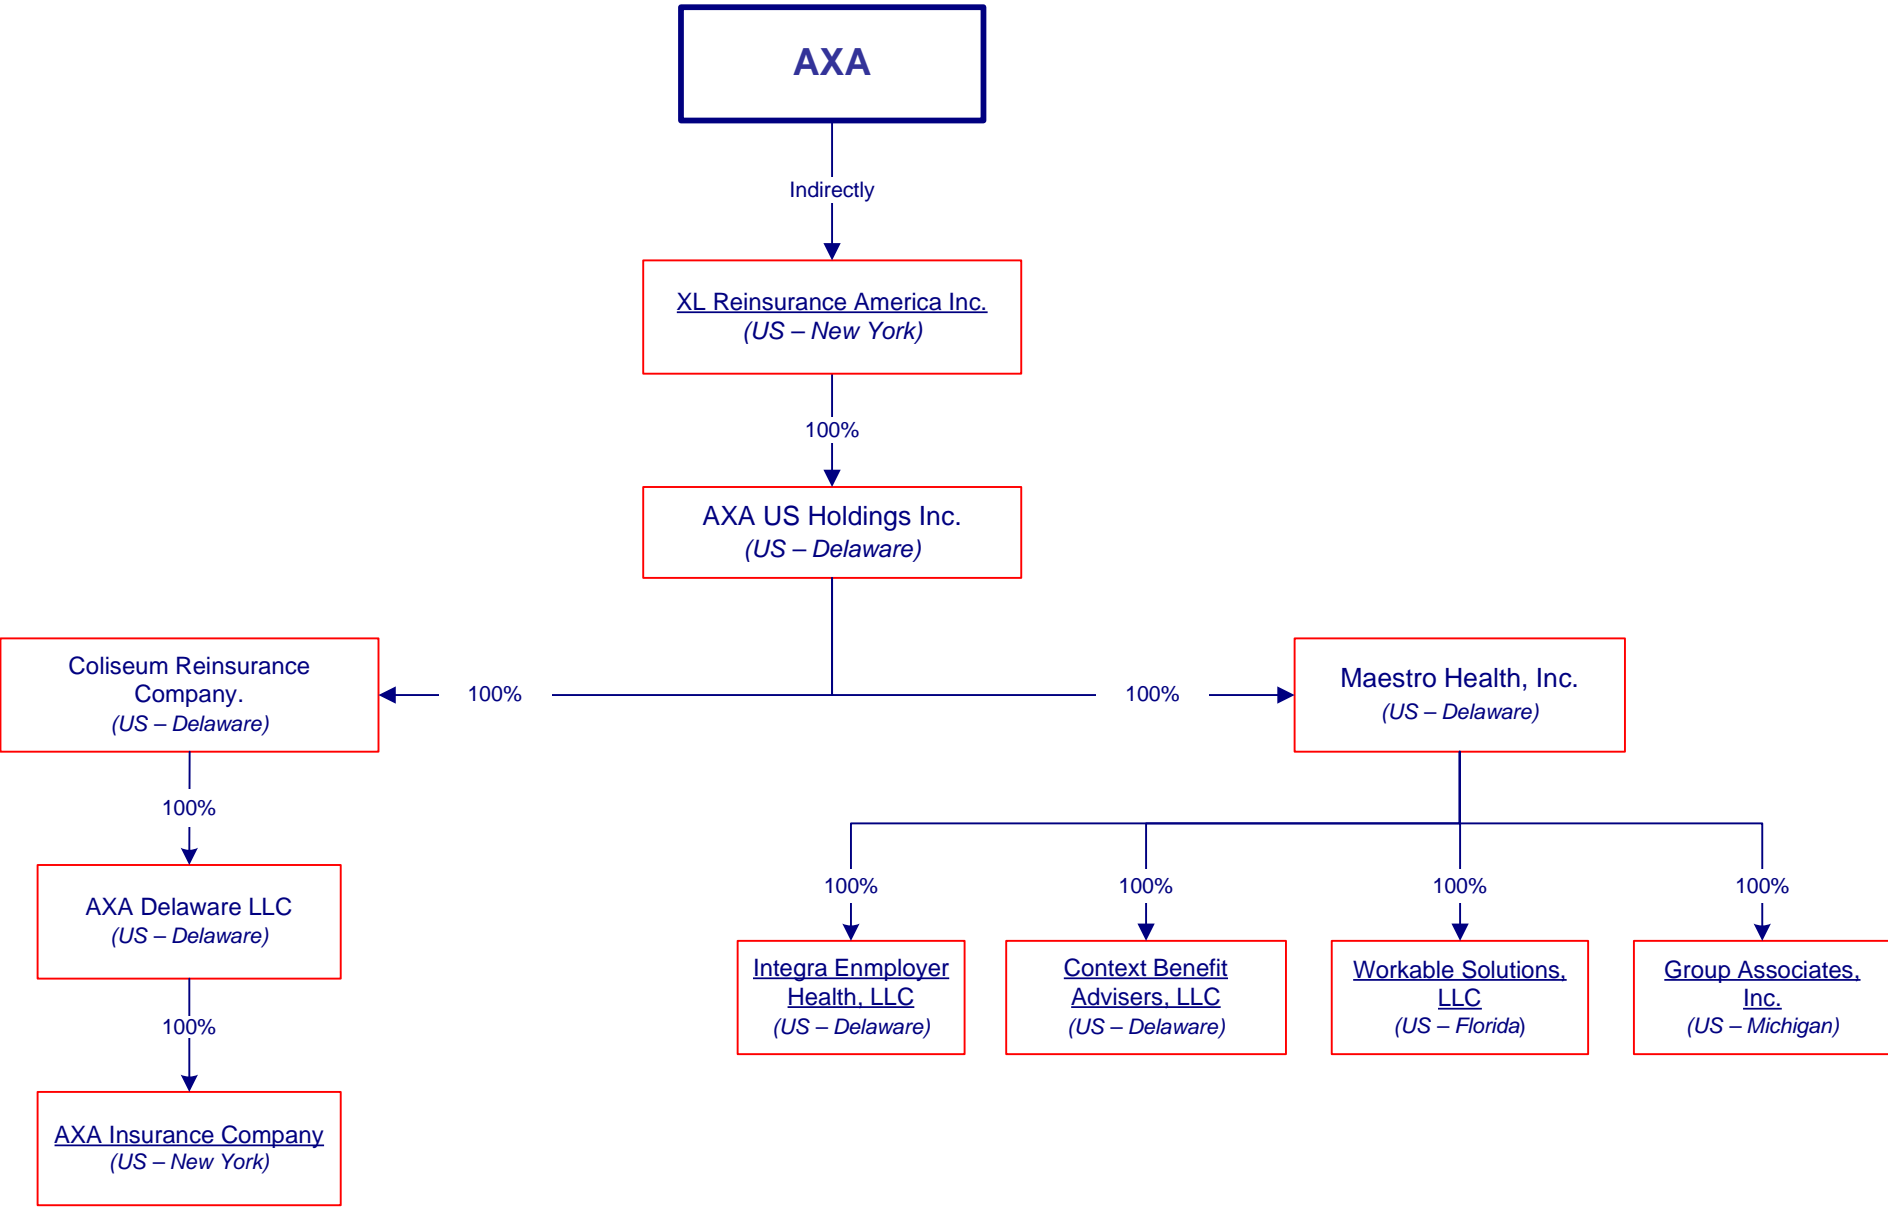 AXA
Indirectly
XL Reinsurance America Inc.
(US – New York)
100%
AXA US Holdings Inc.
(US – Delaware)
Coliseum Reinsurance
Company.
(US – Delaware)
100%
100%
Maestro Health, Inc.
(US – Delaware)
100%
AXA Delaware LLC
(US – Delaware)
100%
AXA Insurance Company
(US – New York)
100%
100%
100%
100%
Integra Enmployer
Health, LLC
(US – Delaware)
Context Benefit
Advisers, LLC
(US – Delaware)
Workable Solutions,
LLC
(US – Florida)
Group Associates,
Inc.
(US – Michigan)